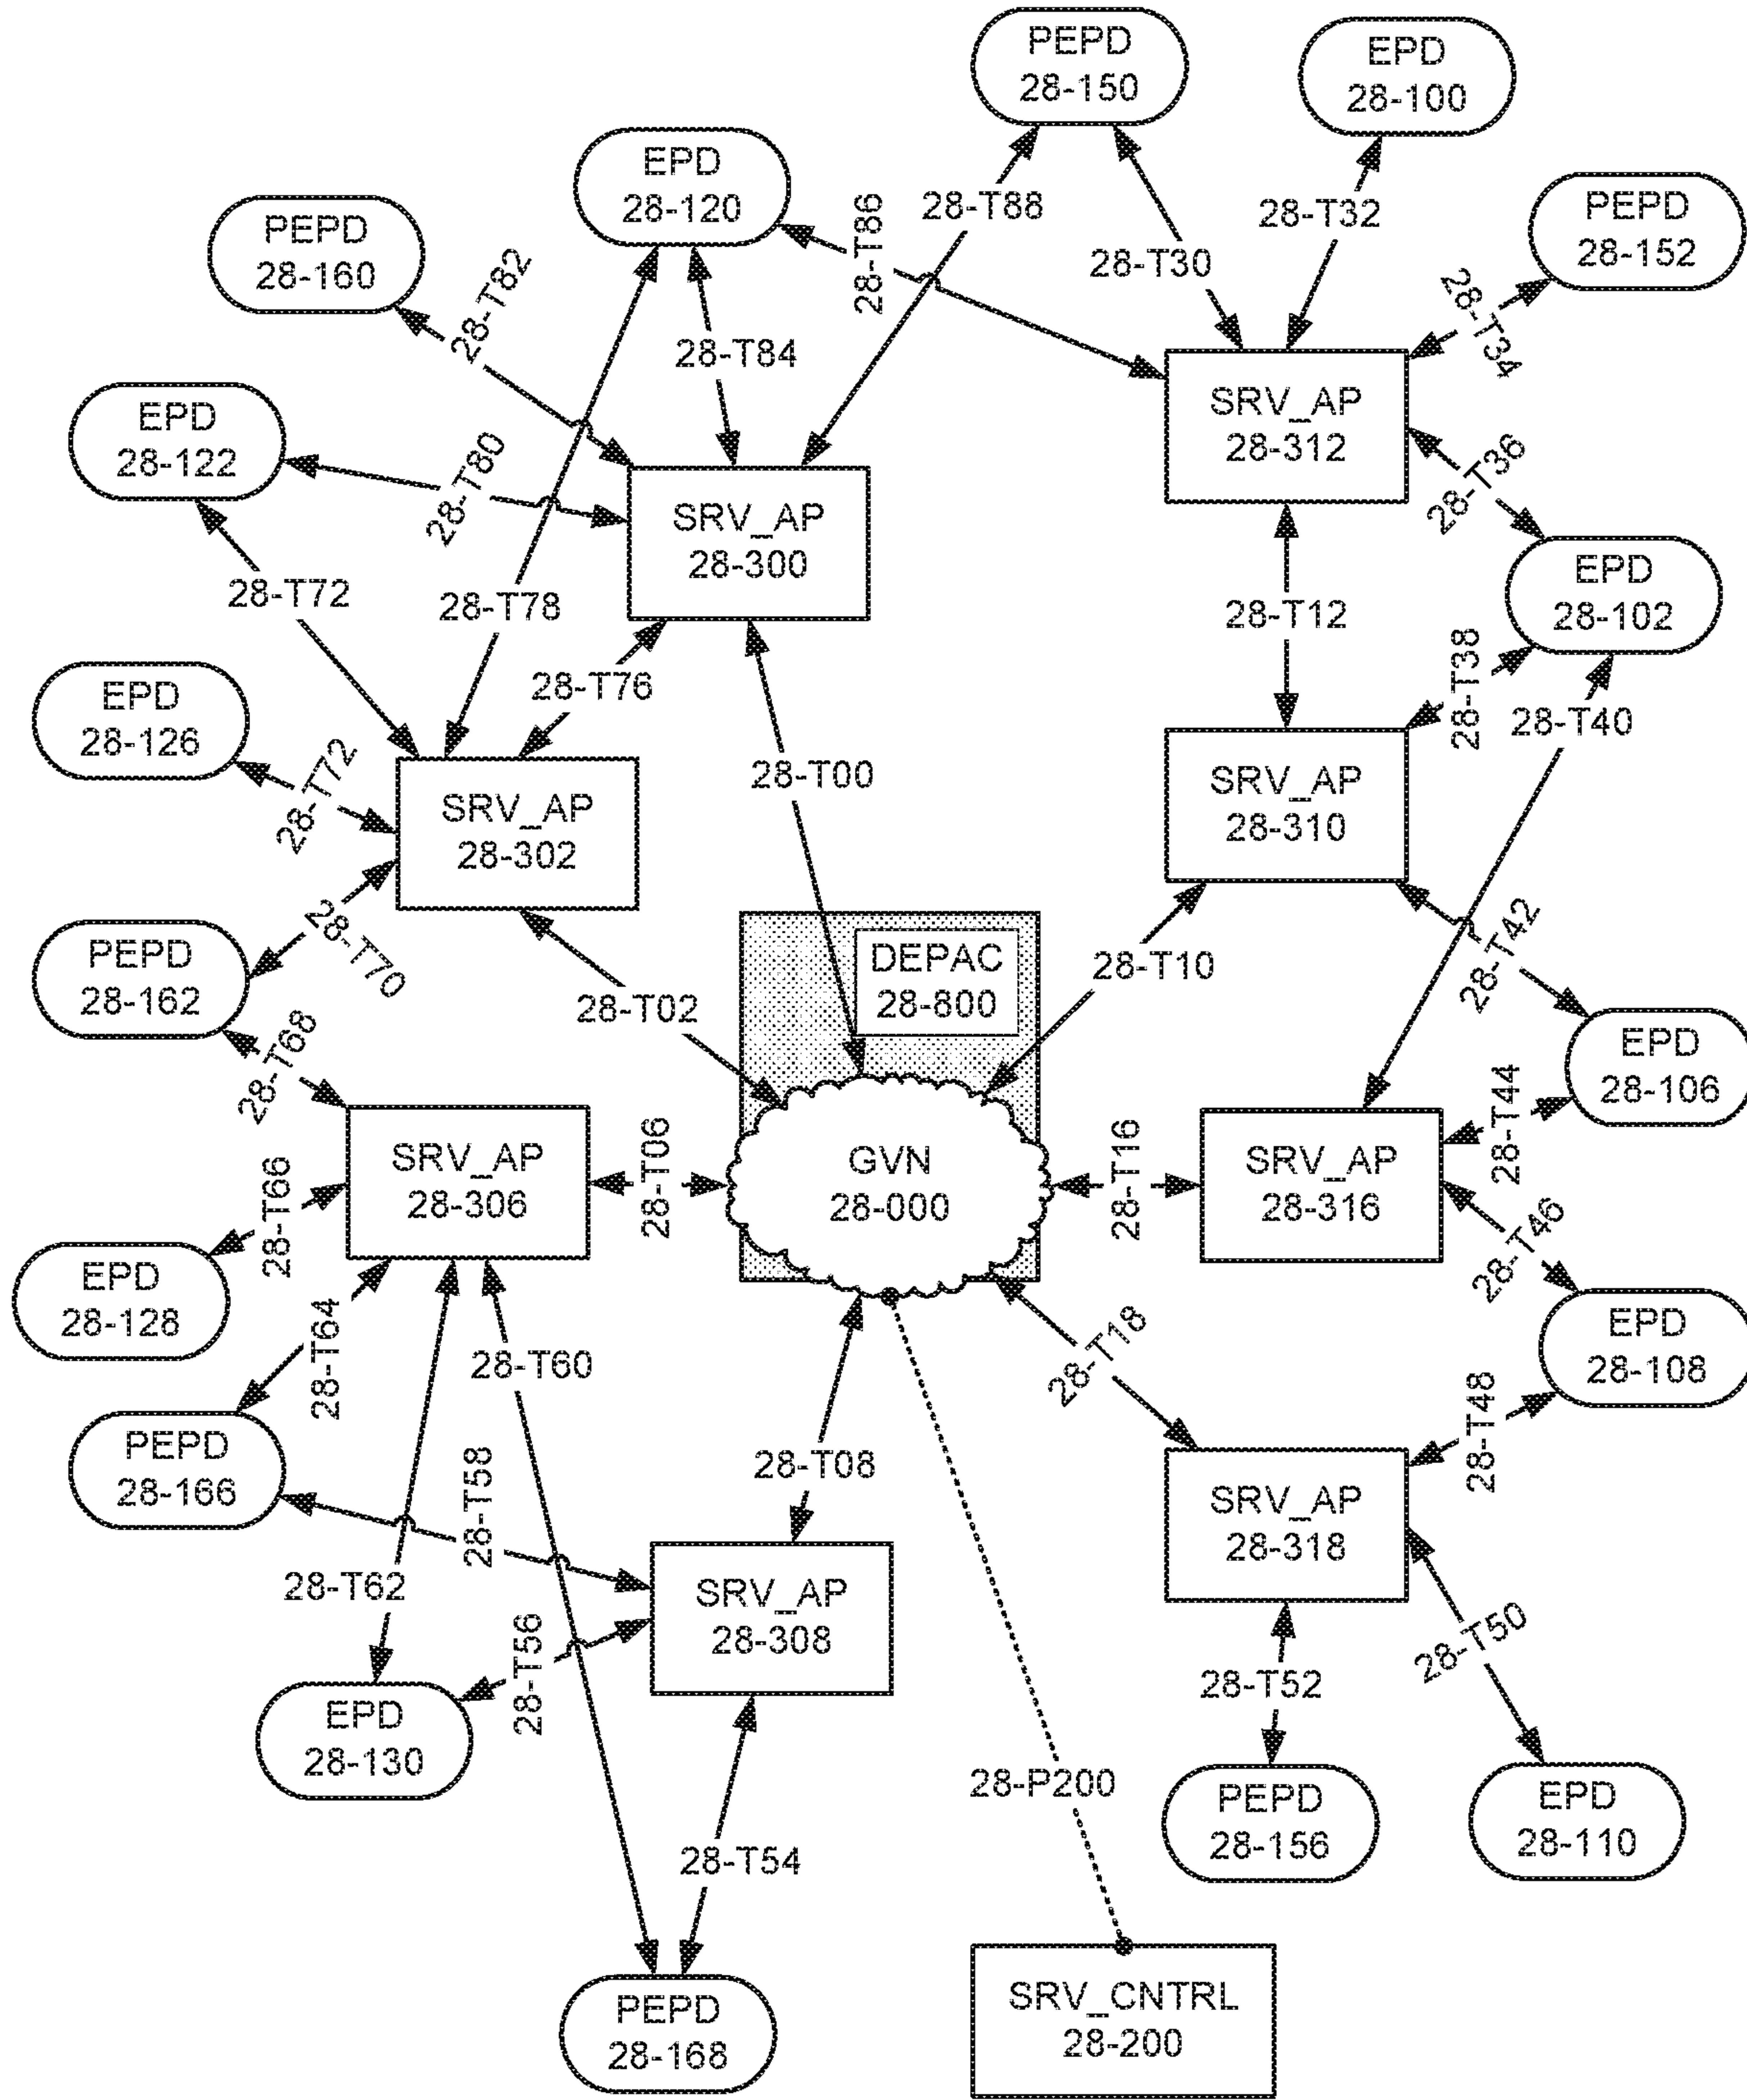 PEPD
28-150
EPD
28-100
EPD
28-120
PEPD
28-160
28-T82
28-T86
28-T88
28-T30
28-T32
PEPD
28-152
28-T34
28-T84
EPD
28-122
28-T80
SRV_AP
28-312
28-T36
SRV_AP
28-300
28-T72
28-T78
28-T12
EPD
28-102
28-T38
28-T40
EPD
28-126
28-T76
28-T72
28-T00
SRV_AP
28-302
SRV_AP
28-310
28-T70
PEPD
28-162
28-T02
DEPAC
28-800
28-T10
28-T42
28-T68
EPD
28-106
28-T44
SRV_AP
28-306
28-T06
GVN
28-000
28-T16
SRV_AP
28-316
28-T66
28-T46
EPD
28-128
28-T64
28-T60
28-T18
EPD
28-108
28-T48
PEPD
28-166
28-T58
28-T08
SRV_AP
28-318
28-T62
SRV_AP
28-308
28-T56
28-T50
28-T52
EPD
28-130
28-P200
PEPD
28-156
EPD
28-110
28-T54
PEPD
28-168
SRV_CNTRL
28-200